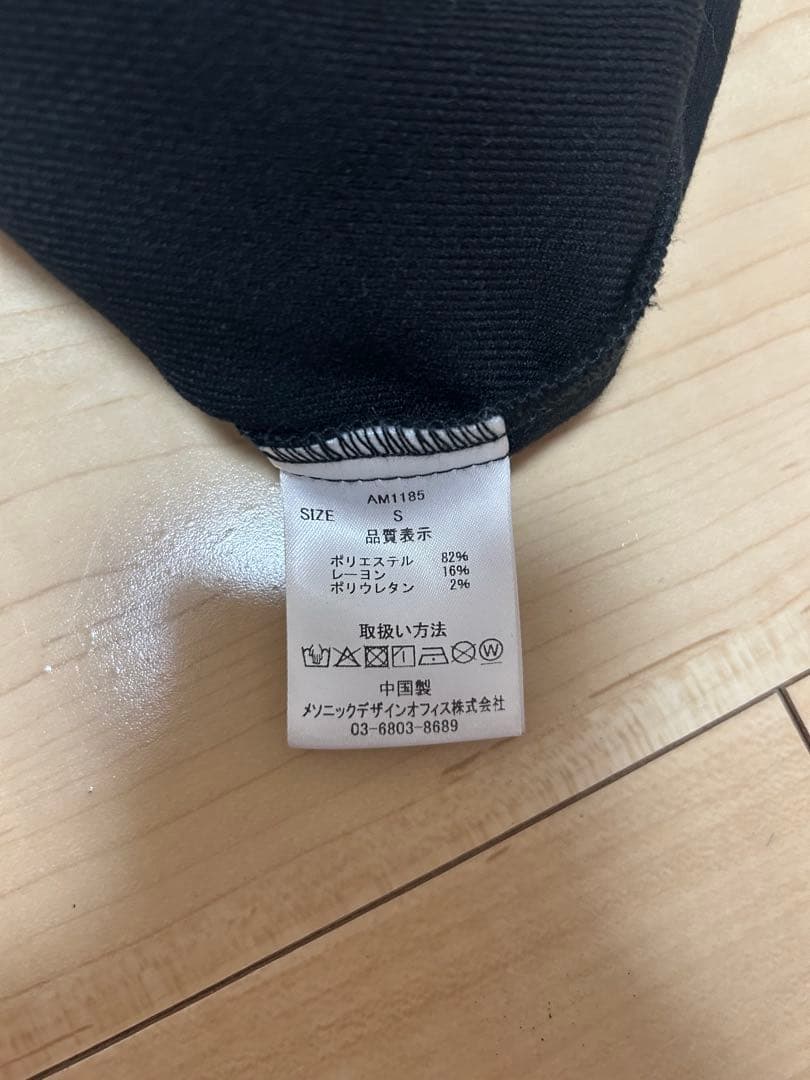 AM1185
SIZE S
品質表示
ポリエステル 82%
レーヨン 16%
ポリウレタン 2%
取扱い方法
W
中国製
メソニックデザインオフィス株式会社
03-6803-8689